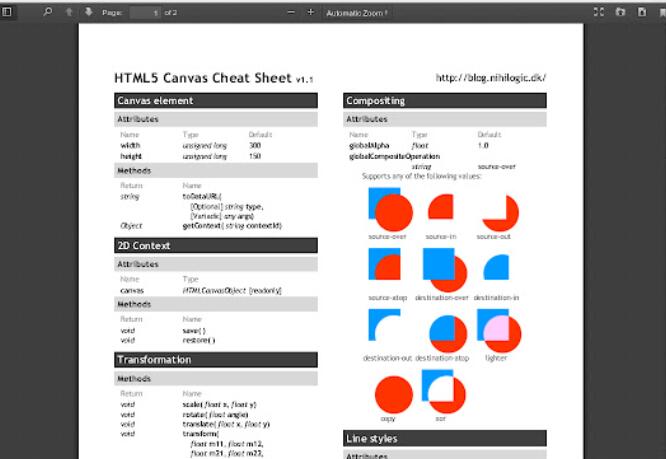 Page: 1 of 2
Automatic Zoom
HTML5 Canvas Cheat Sheet v1.1
http://blog.nihilogic.dk/
Canvas element
Attributes
Name Type Default
width unsigned long 300
height unsigned long 150
Methods
Return Name
string toDataURL(
[Optional] string type,
[Variadic] any args)
Object getContext( string contextId)
2D Context
Attributes
Name Type
canvas HTMLCanvasObject [readonly]
Methods
Return Name
void save( )
void restore( )
Transformation
Methods
Return Name
void scale( float x, float y)
void rotate( float angle)
void translate( float x, float y)
void transform(
float m11, float m12,
float m21, float m22,
Compositing
Attributes
Name Type Default
globalAlpha float 1.0
globalCompositeOperation
string source-over
Supports any of the following values:
source-over source-in source-out
source-atop destination-over destination-in
destination-out destination-atop lighter
copy xor
Line styles
Attributes